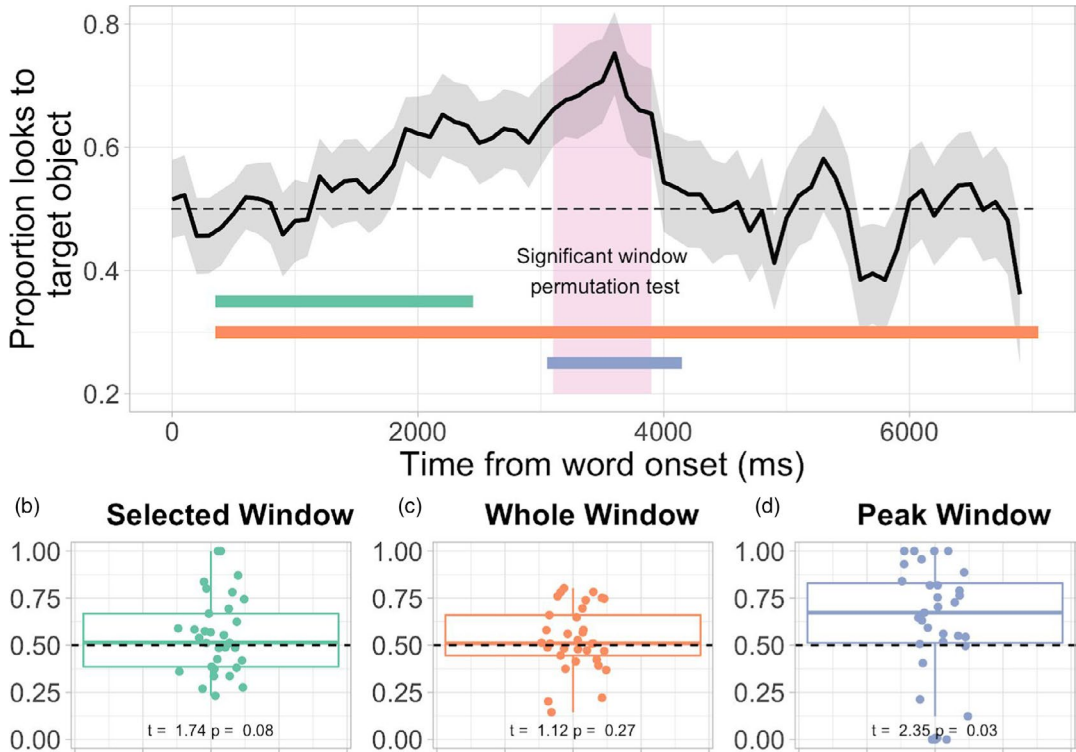 0.8
0.6
0.4
0.2
Proportion looks to
target object
Significant window
permutation test
0 2000 4000 6000
Time from word onset (ms)
(b) Selected Window (c) Whole Window (d) Peak Window
1.00 1.00 1.00
0.75 0.75 0.75
0.50 0.50 0.50
0.25 0.25 0.25
0.00 0.00 0.00
t = 1.74 p = 0.08 t = 1.12 p = 0.27 t = 2.35 p = 0.03